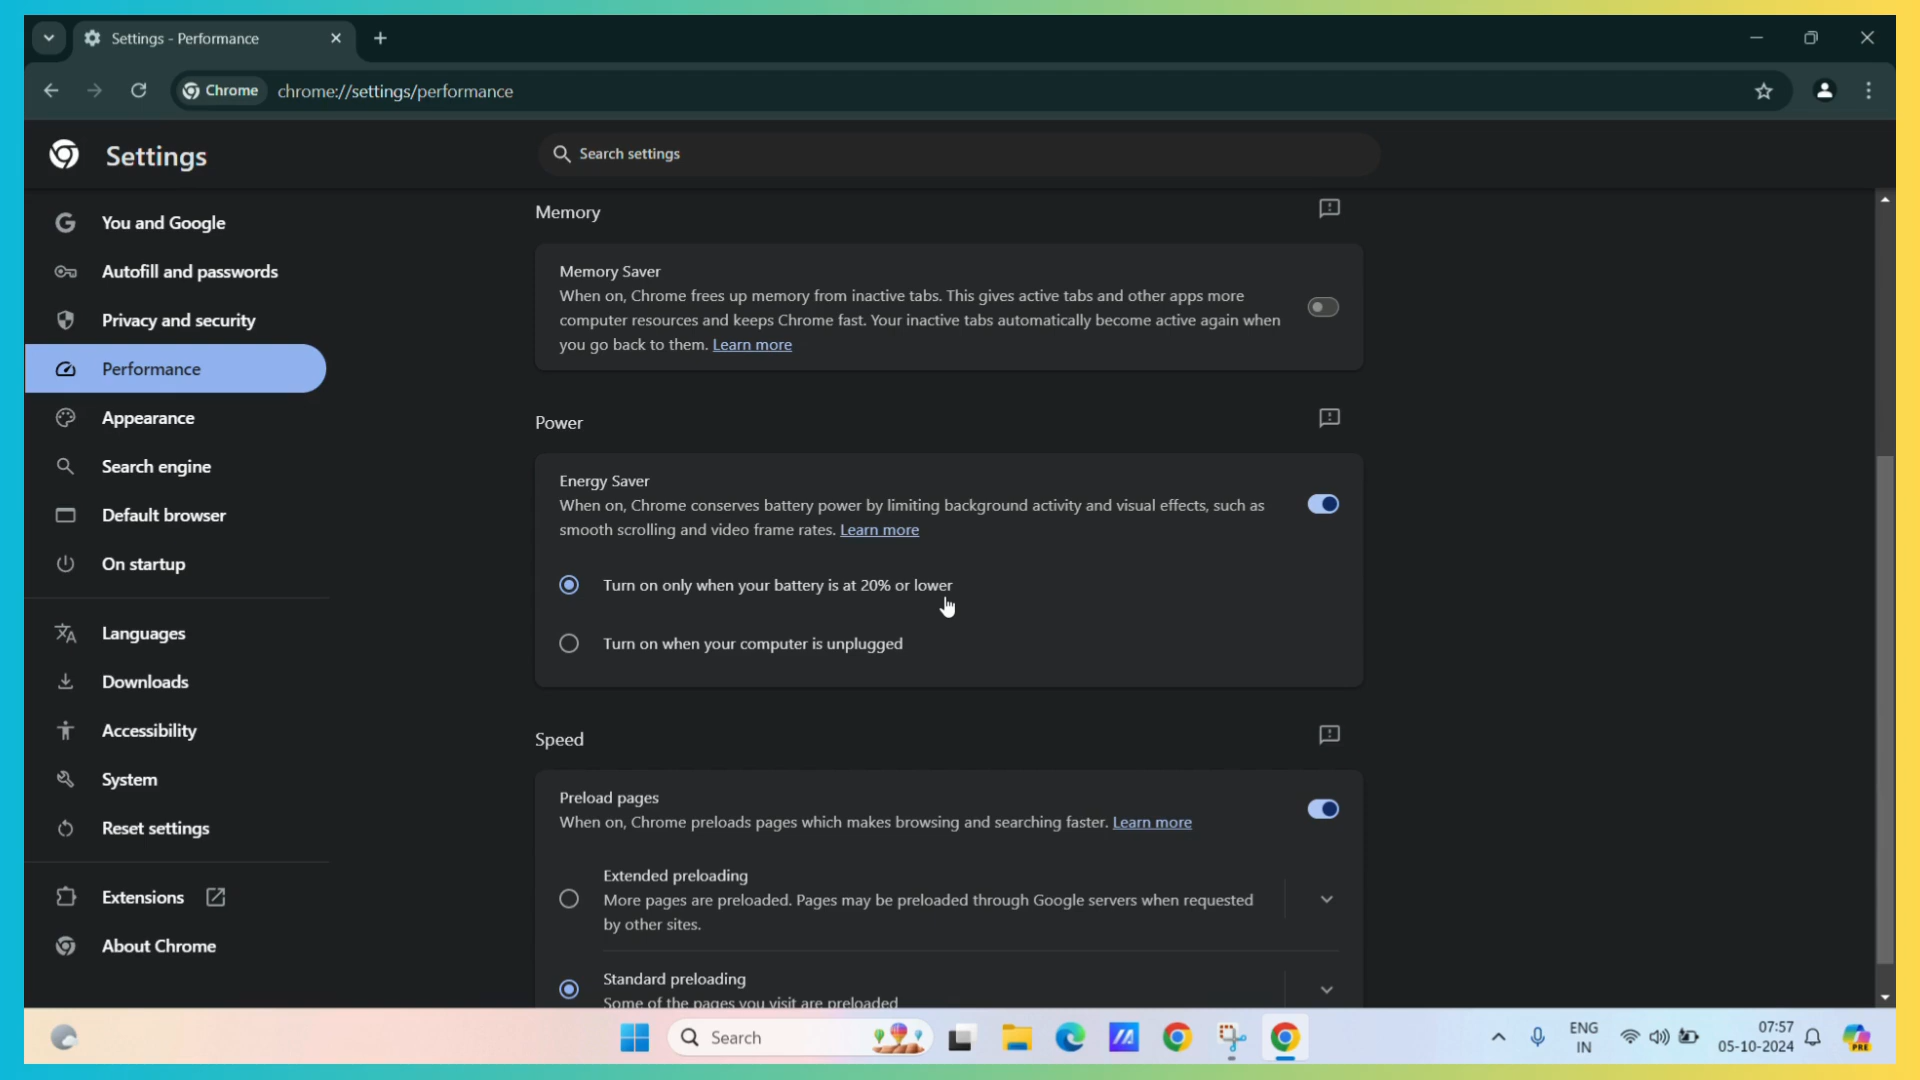 Settings - Performance
Chrome
chrome://settings/performance
Settings
Search settings
You and Google
Autofill and passwords
Privacy and security
Performance
Appearance
Search engine
Default browser
On startup
Languages
Downloads
Accessibility
System
Reset settings
Extensions
About Chrome
Memory
Memory Saver
When on, Chrome frees up memory from inactive tabs. This gives active tabs and other apps more
computer resources and keeps Chrome fast. Your inactive tabs automatically become active again when
you go back to them. Learn more
Power
Energy Saver
When on, Chrome conserves battery power by limiting background activity and visual effects, such as
smooth scrolling and video frame rates. Learn more
Turn on only when your battery is at 20% or lower
Turn on when your computer is unplugged
Speed
Preload pages
When on, Chrome preloads pages which makes browsing and searching faster. Learn more
Extended preloading
More pages are preloaded. Pages may be preloaded through Google servers when requested
by other sites.
Standard preloading
Some of the pages you visit are preloaded
Search
ENG
IN
07:57
05-10-2024
PRE